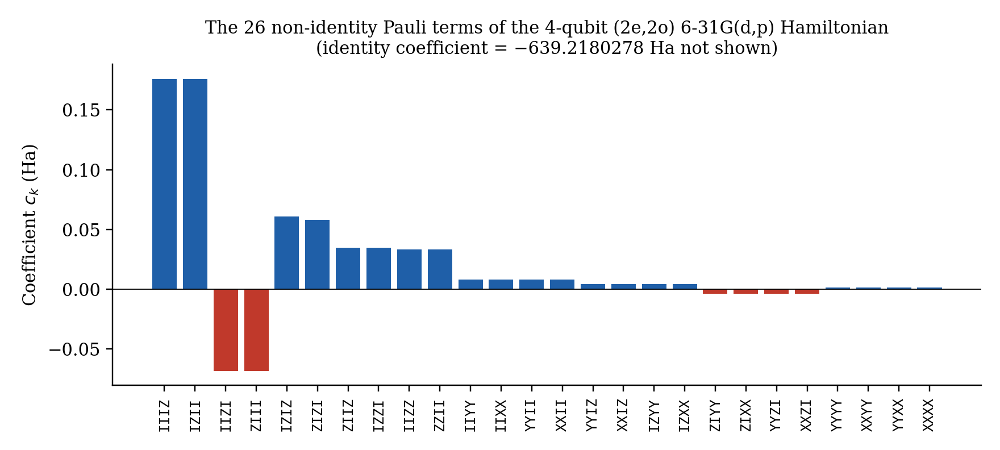 The 26 non-identity Pauli terms of the 4-qubit (2e,2o) 6-31G(d,p) Hamiltonian
(identity coefficient = −639.2180278 Ha not shown)
Coefficient c_k (Ha)
0.15
0.10
0.05
0.00
−0.05
IIIZ
IZII
IIZI
ZIII
IZIZ
ZIZI
ZIIZ
IZZI
IIZZ
ZZII
IIYY
IIXX
YYII
XXII
YYIZ
XXIZ
IZYY
IZXX
ZIYY
ZIXX
YYZI
XXZI
YYYY
XXYY
YYXX
XXXX